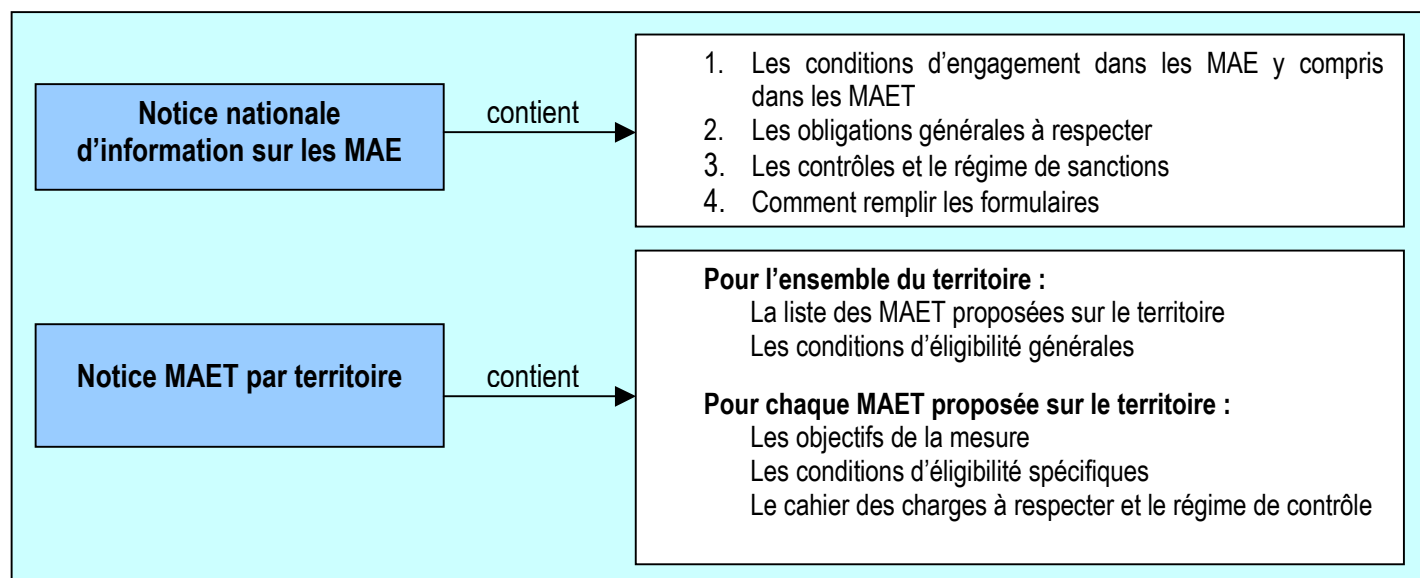 Notice nationale
d’information sur les MAE
contient
1. Les conditions d’engagement dans les MAE y compris
dans les MAET
2. Les obligations générales à respecter
3. Les contrôles et le régime de sanctions
4. Comment remplir les formulaires
Notice MAET par territoire
contient
Pour l’ensemble du territoire :
La liste des MAET proposées sur le territoire
Les conditions d’éligibilité générales
Pour chaque MAET proposée sur le territoire :
Les objectifs de la mesure
Les conditions d’éligibilité spécifiques
Le cahier des charges à respecter et le régime de contrôle